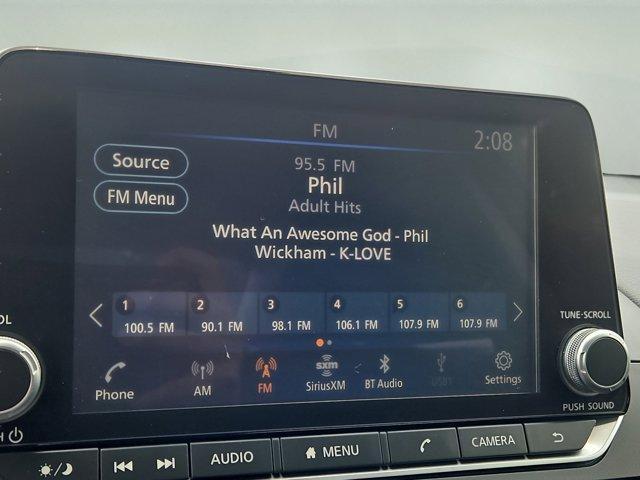 FM
2:08
Source
FM Menu
95.5 FM
Phil
Adult Hits
What An Awesome God - Phil
Wickham - K-LOVE
1 2 3 4 5 6
100.5 FM 90.1 FM 98.1 FM 106.1 FM 107.9 FM 107.9 FM
Phone AM FM sxm SiriusXM BT Audio USB1 Settings
TUNE·SCROLL
PUSH SOUND
AUDIO MENU CAMERA